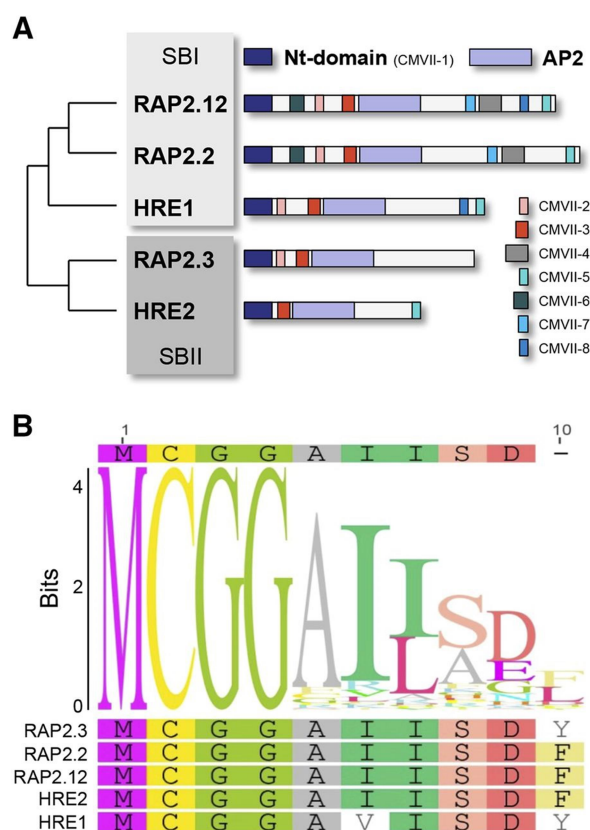 A
SBI
Nt-domain (CMVII-1) AP2
RAP2.12
RAP2.2
HRE1
RAP2.3
HRE2
SBII
CMVII-2
CMVII-3
CMVII-4
CMVII-5
CMVII-6
CMVII-7
CMVII-8
B
1 10
M C G G A I I S D –
Bits
4
2
0
M C G G A I I S D F
L A E L
G
RAP2.3 M C G G A I I S D Y
RAP2.2 M C G G A I I S D F
RAP2.12 M C G G A I I S D F
HRE2 M C G G A I I S D F
HRE1 M C G G A V I S D Y